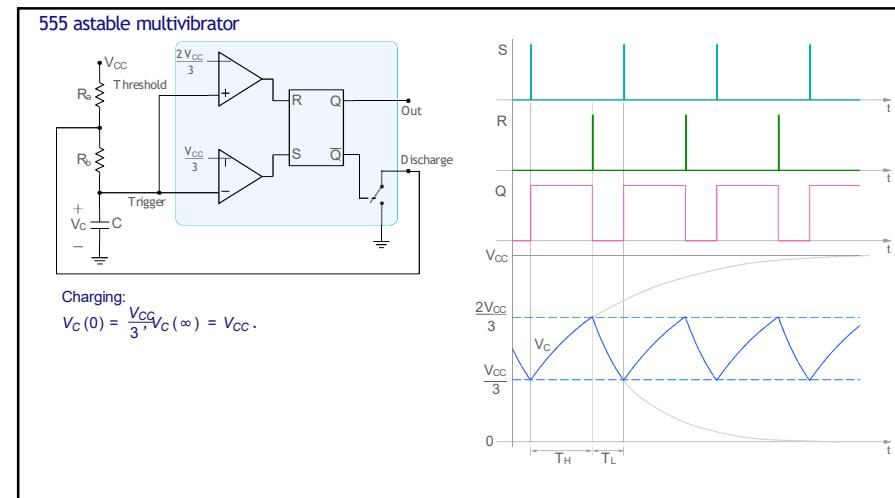 555 astable multivibrator
VCC
Ra
Threshold
2VCC
3
+
R
Q
Out
Rb
VCC
3
−
S
Q̅
Discharge
Trigger
+
VC
−
C
Charging:
VC(0) = VCC/3, VC(∞) = VCC.
S
t
R
t
Q
t
VCC
2VCC
3
VC
VCC
3
0
t
TH
TL